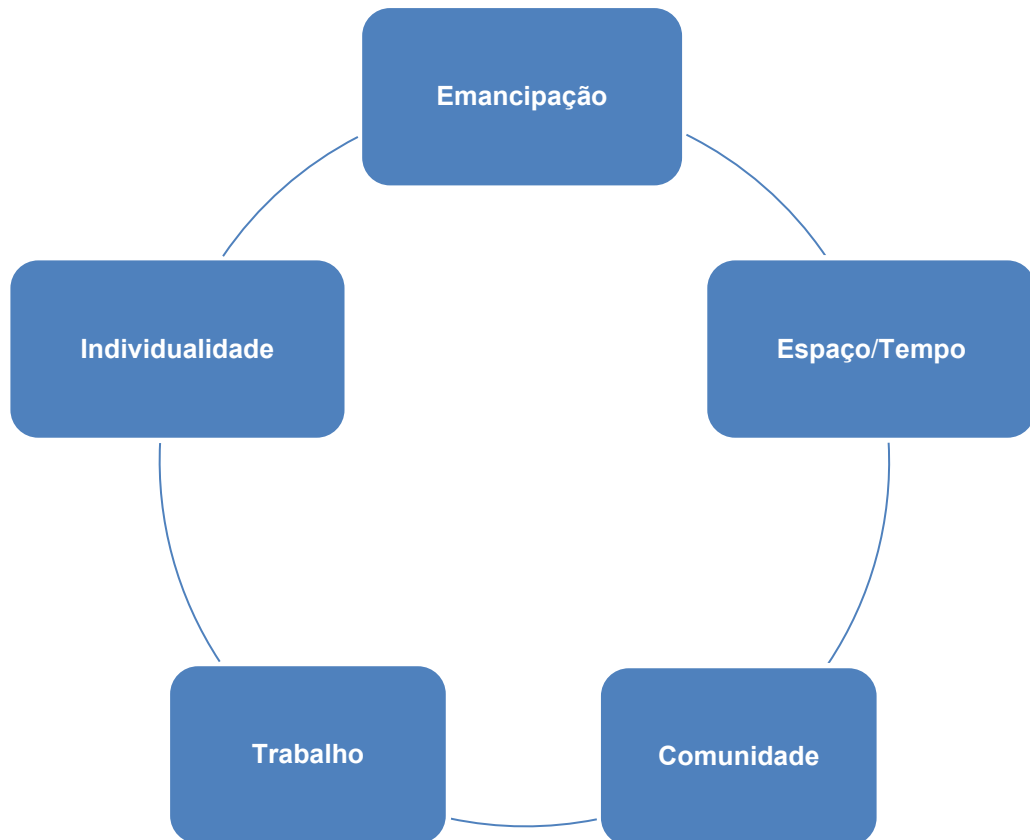 Emancipação
Individualidade
Espaço/Tempo
Trabalho
Comunidade